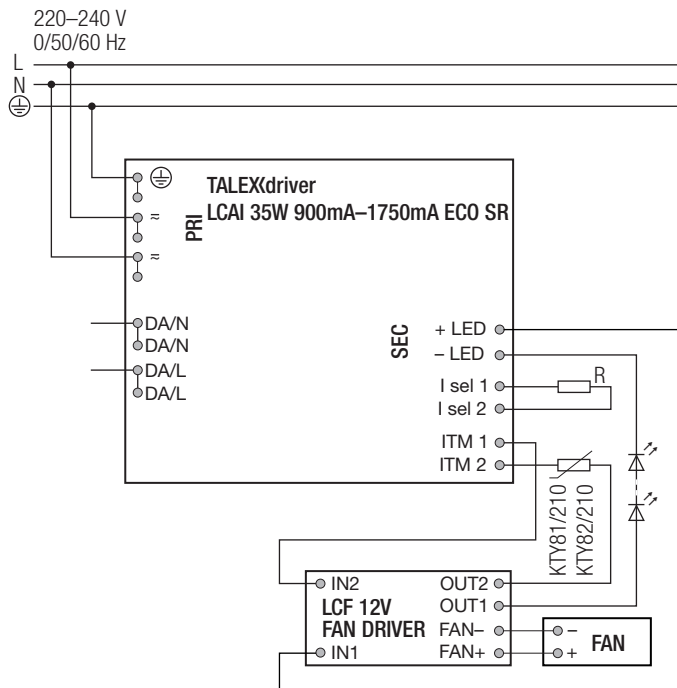 220–240 V
0/50/60 Hz
L
N
TALEXXdriver
LCAI 35W 900mA–1750mA ECO SR
PRI
≂
≂
DA/N
DA/N
DA/L
DA/L
SEC
+ LED
– LED
I sel 1
I sel 2
ITM 1
ITM 2
R
KTY81/210
KTY82/210
IN2
OUT2
LCF 12V
OUT1
FAN DRIVER
FAN–
–
FAN
IN1
FAN+
+